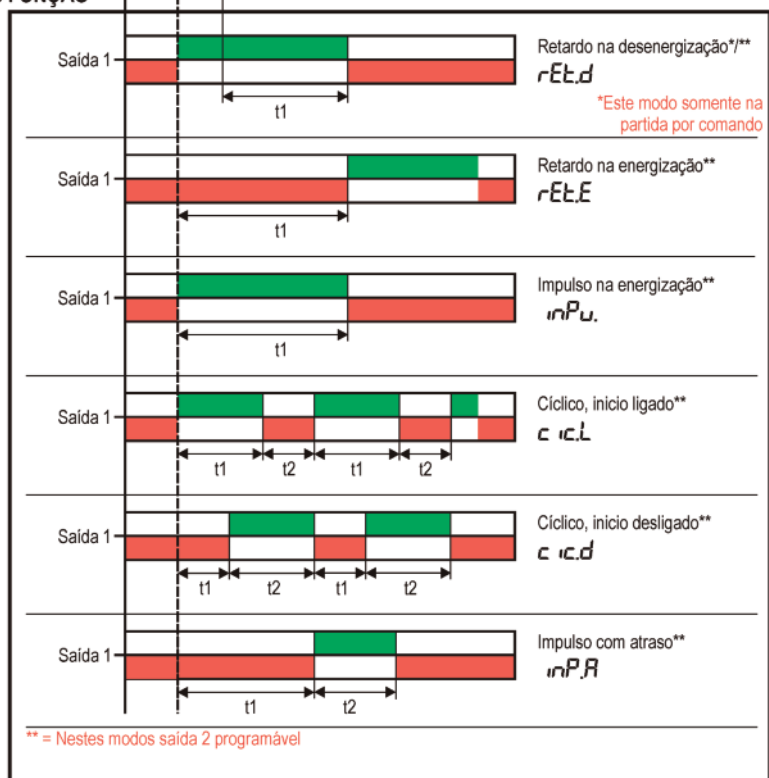 Saída 1
Retardo na desenergização*/**
rEt.d
t1
*Este modo somente na
partida por comando
Saída 1
Retardo na energização**
rEt.E
t1
Saída 1
Impulso na energização**
inPu.
t1
Saída 1
Cíclico, inicio ligado**
cic.L
t1 t2 t1 t2
Saída 1
Cíclico, inicio desligado**
cic.d
t1 t2 t1 t2
Saída 1
Impulso com atraso**
inP.A
t1 t2
** = Nestes modos saída 2 programável